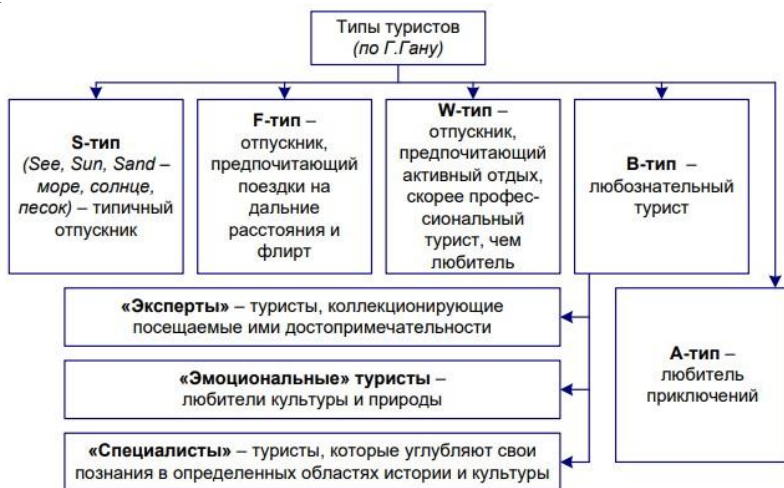 Типы туристов
(по Г.Гану)
S-тип
(See, Sun, Sand –
море, солнце,
песок) – типичный
отпускник
F-тип –
отпускник,
предпочитающий
поездки на
дальние
расстояния и
флирт
W-тип –
отпускник,
предпочитающий
активный отдых,
скорее профес-
сиональный
турист, чем
любитель
B-тип –
любознательный
турист
«Эксперты» – туристы, коллекционирующие
посещаемые ими достопримечательности
«Эмоциональные» туристы –
любители культуры и природы
«Специалисты» – туристы, которые углубляют свои
познания в определенных областях истории и культуры
А-тип –
любитель
приключений